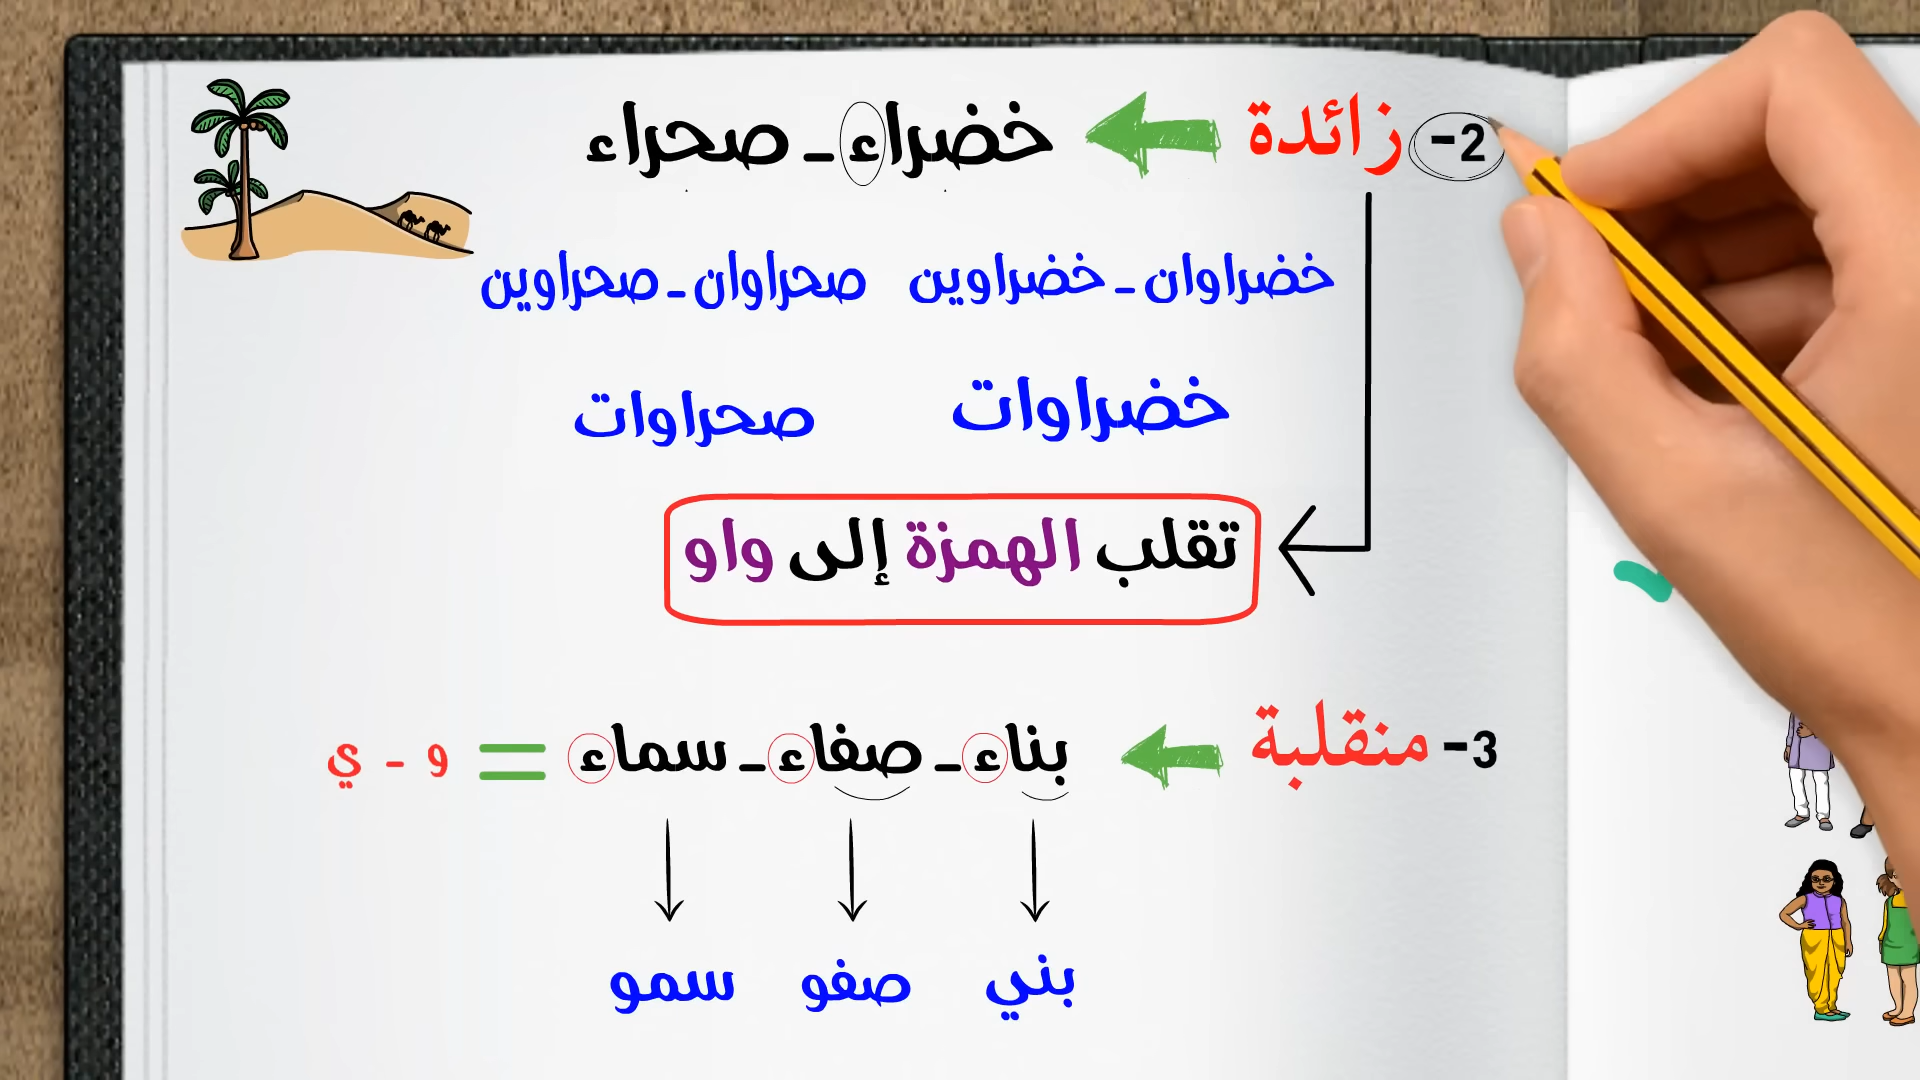 2- زائدة خضراء - صحراء
خضراوان - خضراوين صحراوان - صحراوين
خضراوات صحراوات
تقلب الهمزة إلى واو
3- منقلبة بناء - صفاء - سماء = و - ي
بني صفو سمو